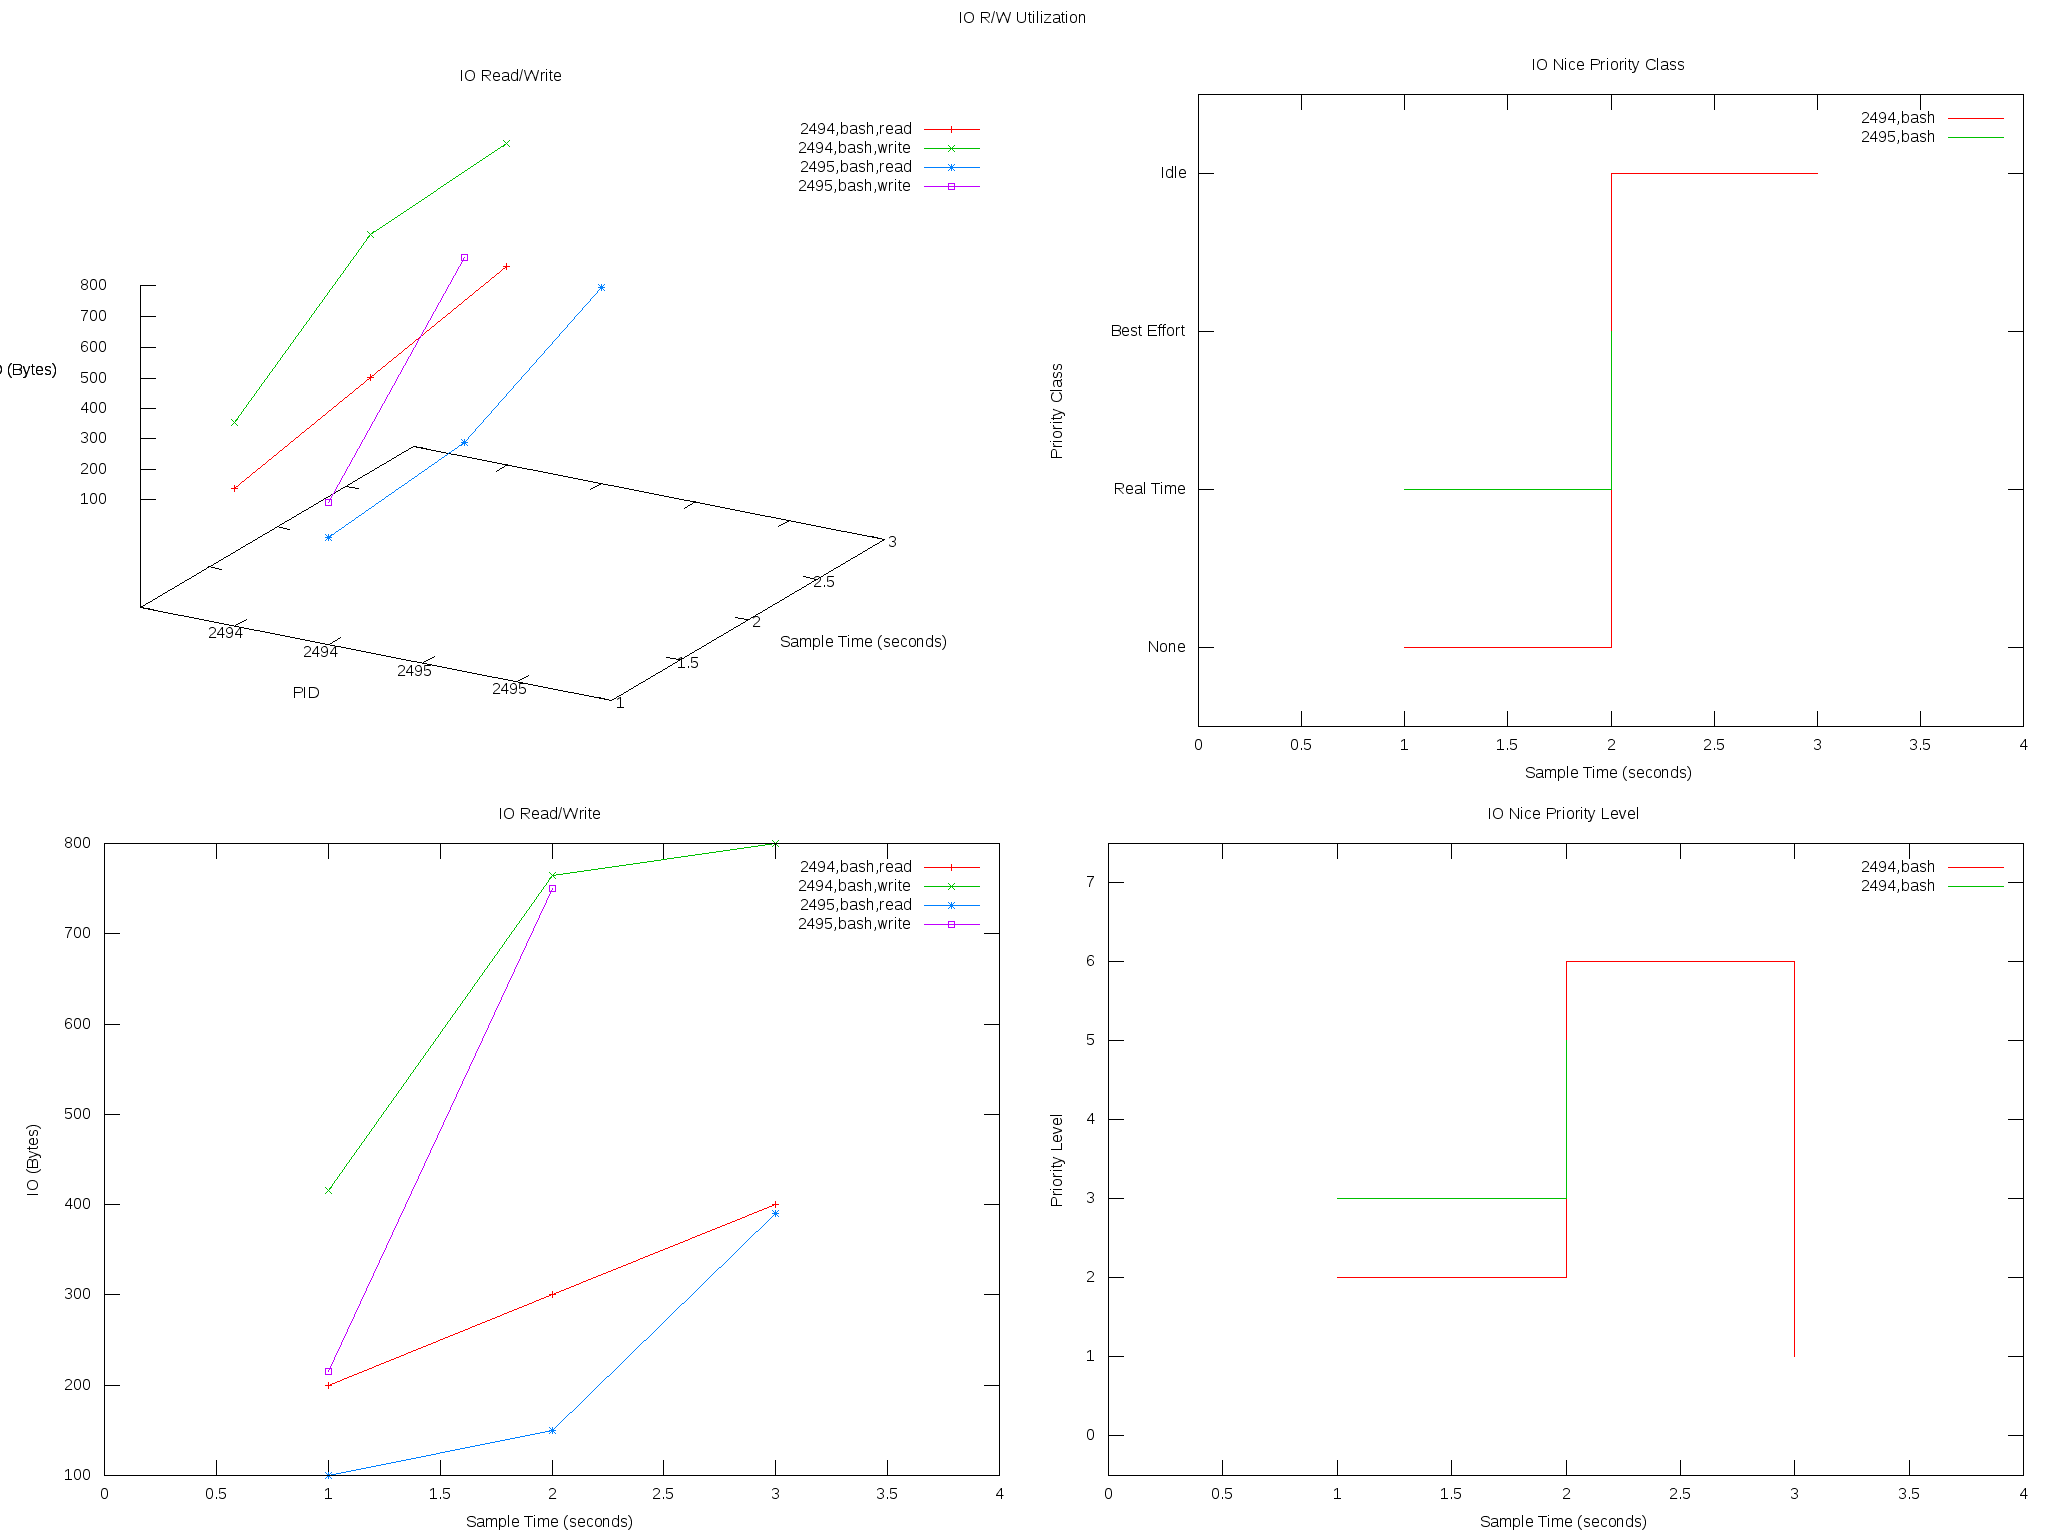 IO R/W Utilization
IO Read/Write
2494,bash,read
2494,bash,write
2495,bash,read
2495,bash,write
800
700
600
500
400
300
200
100
(Bytes)
2494
2494
2495
2495
PID
1
1.5
2
2.5
3
Sample Time (seconds)
IO Nice Priority Class
2494,bash
2495,bash
Idle
Best Effort
Real Time
None
Priority Class
0 0.5 1 1.5 2 2.5 3 3.5 4
Sample Time (seconds)
IO Read/Write
2494,bash,read
2494,bash,write
2495,bash,read
2495,bash,write
800
700
600
500
400
300
200
100
IO (Bytes)
0 0.5 1 1.5 2 2.5 3 3.5 4
Sample Time (seconds)
IO Nice Priority Level
2494,bash
2494,bash
7
6
5
4
3
2
1
0
Priority Level
0 0.5 1 1.5 2 2.5 3 3.5 4
Sample Time (seconds)